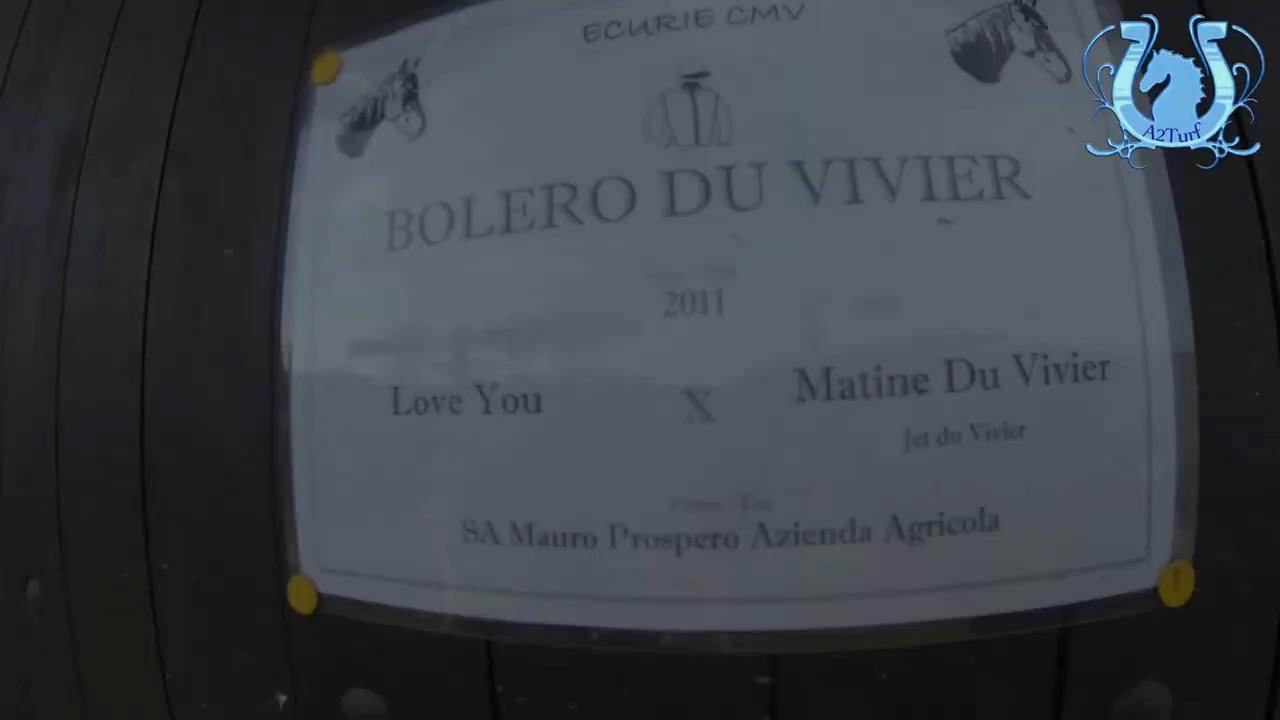 ECURIE CMV
A2Turf
BOLERO DU VIVIER
2011
Love You X Matine Du Vivier
Jet du Vivier
SA Mauro Prospero Azienda Agricola